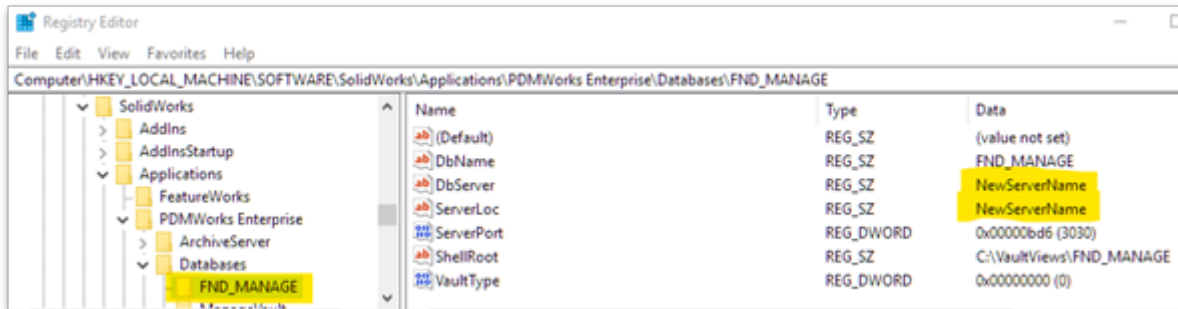 Registry Editor
File Edit View Favorites Help
Computer\HKEY_LOCAL_MACHINE\SOFTWARE\SolidWorks\Applications\PDMWorks Enterprise\Databases\FND_MANAGE
SolidWorks
AddIns
AddInsStartup
Applications
FeatureWorks
PDMWorks Enterprise
ArchiveServer
Databases
FND_MANAGE
ManageVault
Name Type Data
(Default) REG_SZ (value not set)
DbName REG_SZ FND_MANAGE
DbServer REG_SZ NewServerName
ServerLoc REG_SZ NewServerName
ServerPort REG_DWORD 0x00000bd6 (3030)
ShellRoot REG_SZ C:\VaultViews\FND_MANAGE
VaultType REG_DWORD 0x00000000 (0)